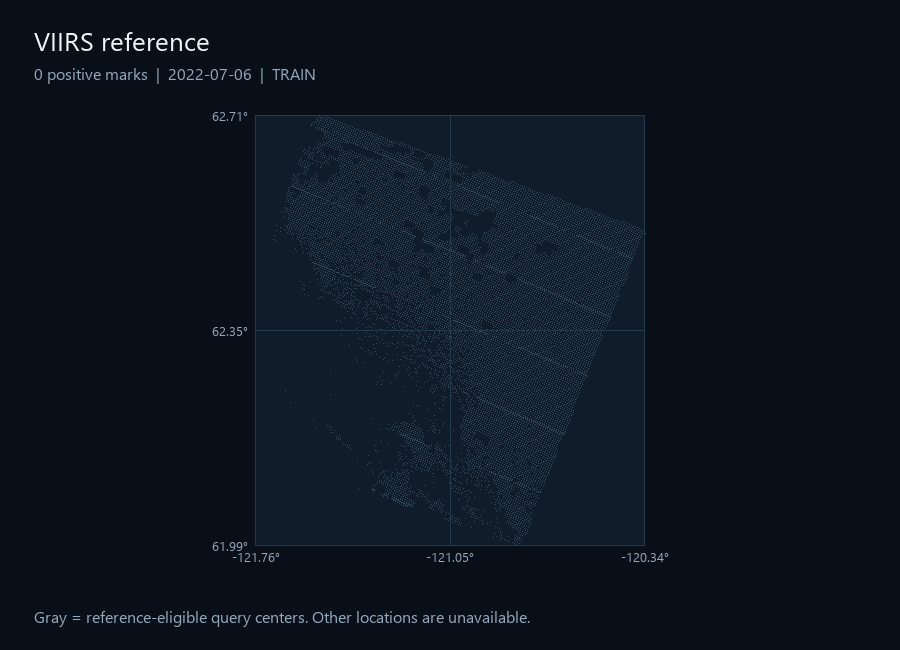 VIIRS reference
0 positive marks | 2022-07-06 | TRAIN
62.71°
62.35°
61.99°
-121.76°
-121.05°
-120.34°
Gray = reference-eligible query centers. Other locations are unavailable.